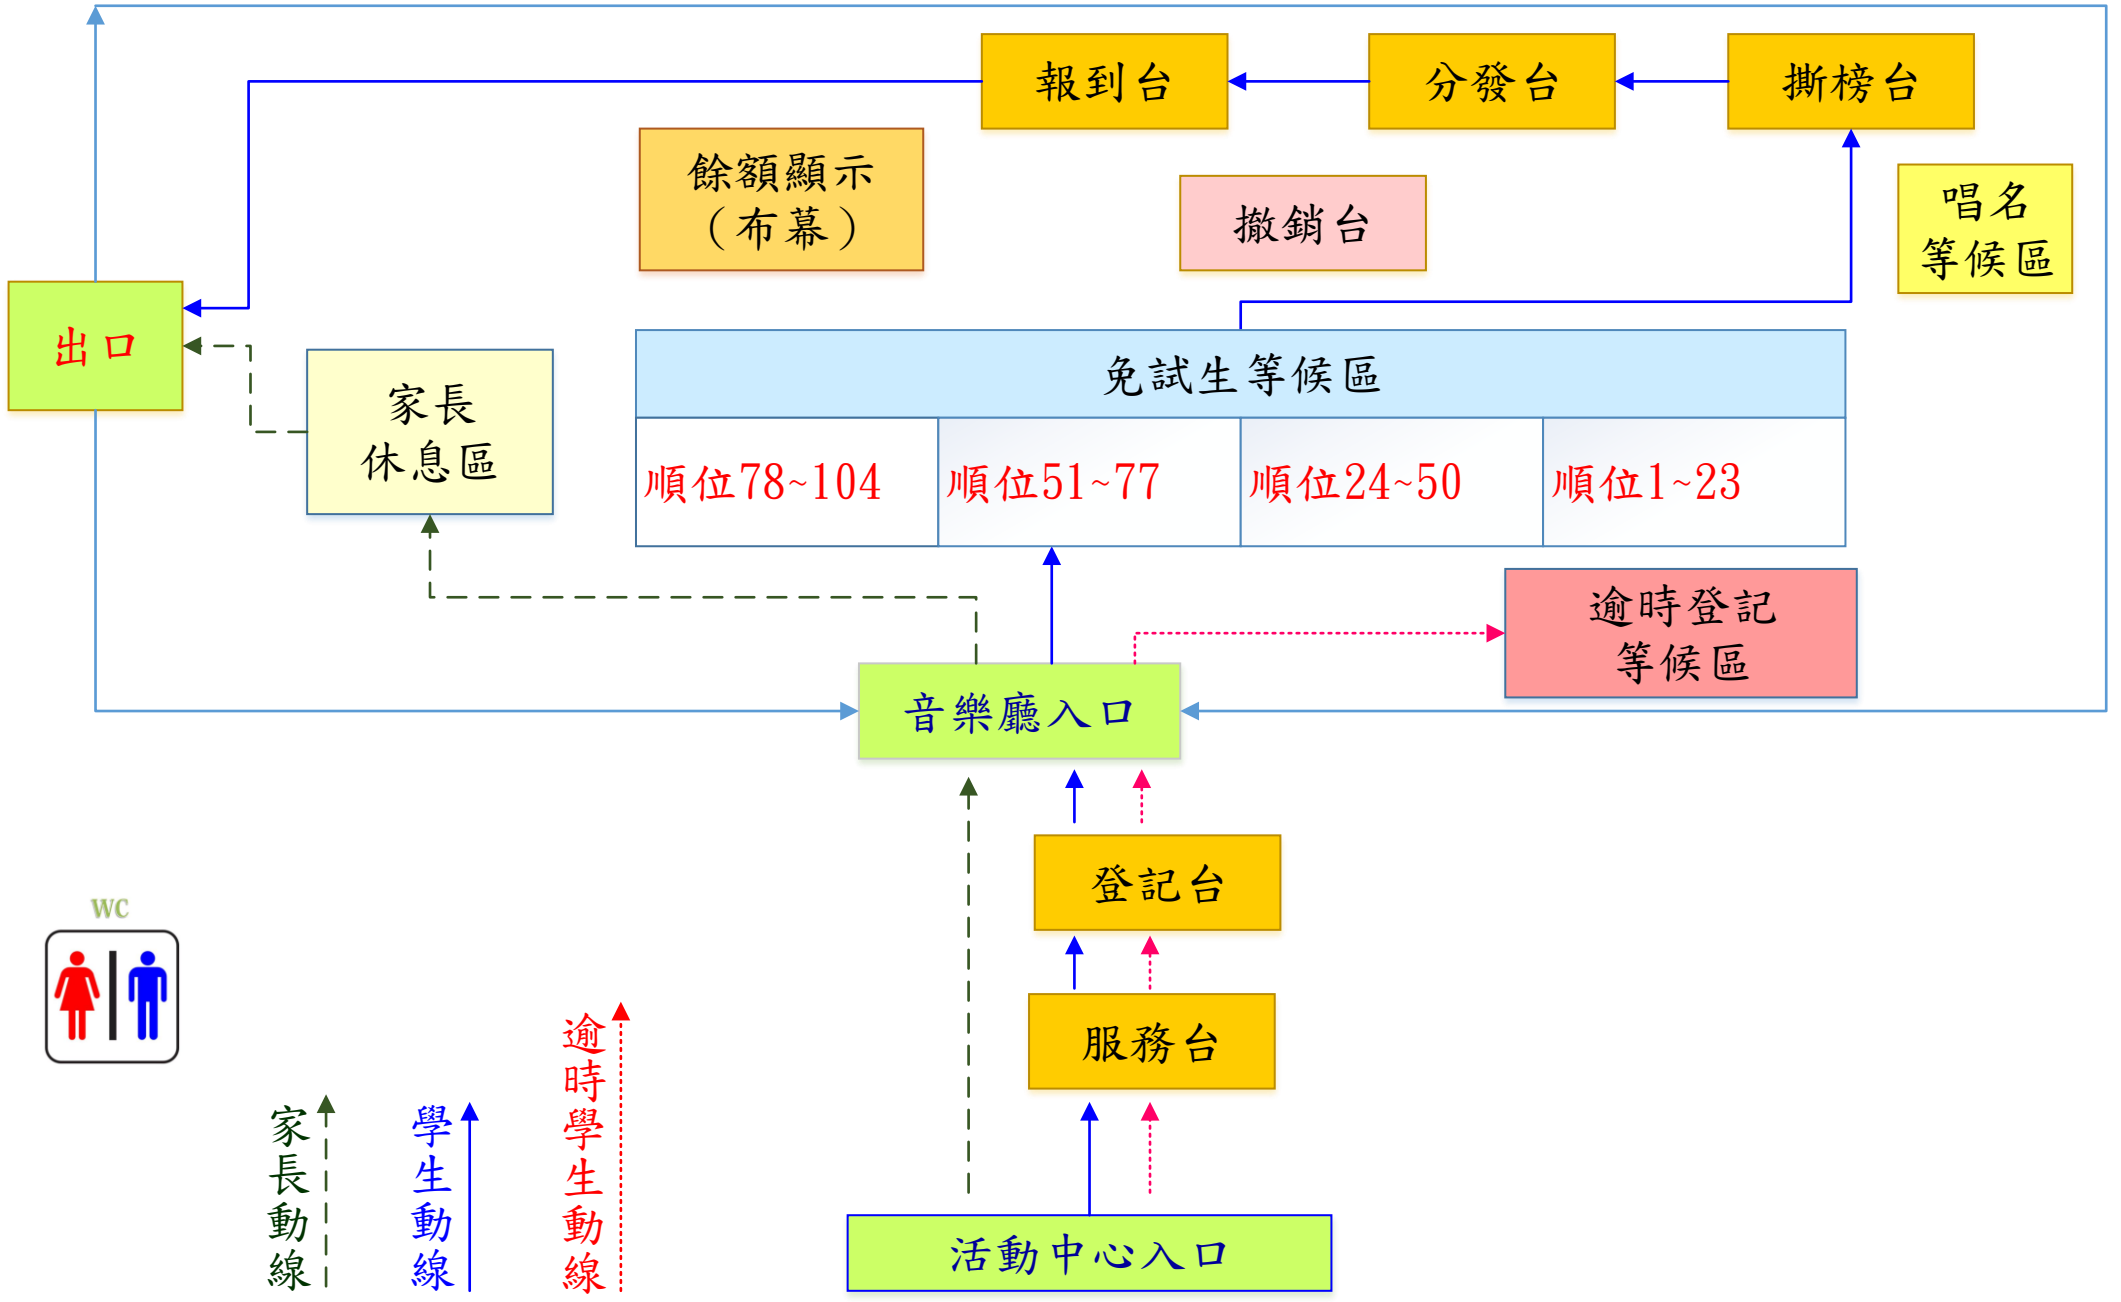 報到台
分發台
撕榜台
餘額顯示
（布幕）
撤銷台
唱名
等候區
出口
家長
休息區
免試生等候區
順位78~104
順位51~77
順位24~50
順位1~23
逾時登記
等候區
音樂廳入口
登記台
服務台
活動中心入口
WC
家長動線
學生動線
逾時學生動線